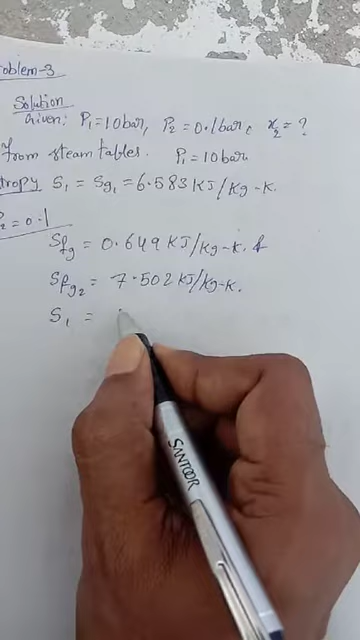 oblem-3
Solution
Given: P₁=10bar, P₂=0.1bar, x₂=?
From steam tables. P₁=10bar
tropy S₁ = Sg₁ = 6.583 KJ/Kg-K.
P₂=0.1
Sfg = 0.649 KJ/Kg-K. &
Sfg₂ = 7.502 KJ/Kg-K.
S₁ =
SANTOOR